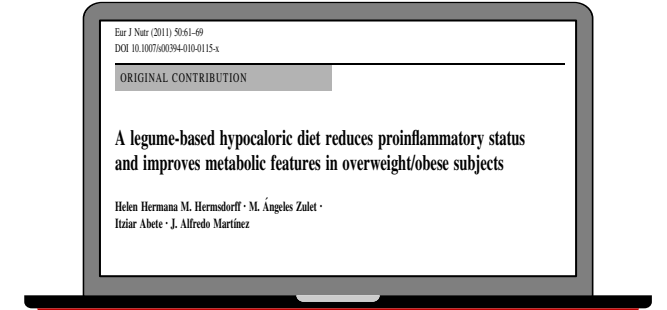 Eur J Nutr (2011) 50:61–69
DOI 10.1007/s00394-010-0115-x
ORIGINAL CONTRIBUTION
A legume-based hypocaloric diet reduces proinflammatory status
and improves metabolic features in overweight/obese subjects
Helen Hermana M. Hermsdorff · M. Ángeles Zulet ·
Itziar Abete · J. Alfredo Martínez